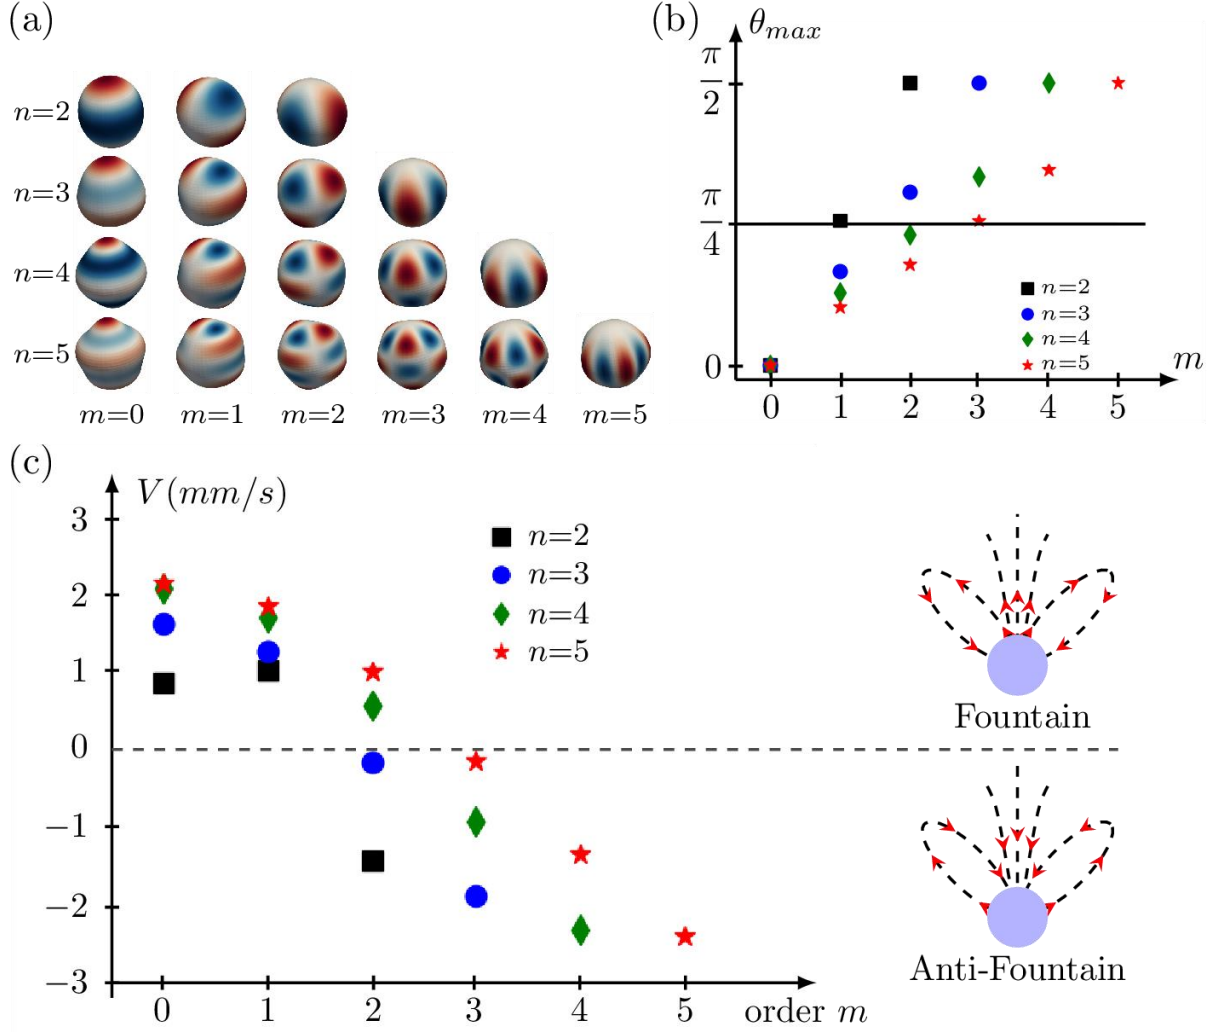 (a)
n=2
n=3
n=4
n=5
m=0 m=1 m=2 m=3 m=4 m=5
(b)
θmax
π/2
π/4
0
n=2
n=3
n=4
n=5
0 1 2 3 4 5
m
(c)
V(mm/s)
3
2
1
0
−1
−2
−3
n=2
n=3
n=4
n=5
0 1 2 3 4 5 order m
Fountain
Anti-Fountain